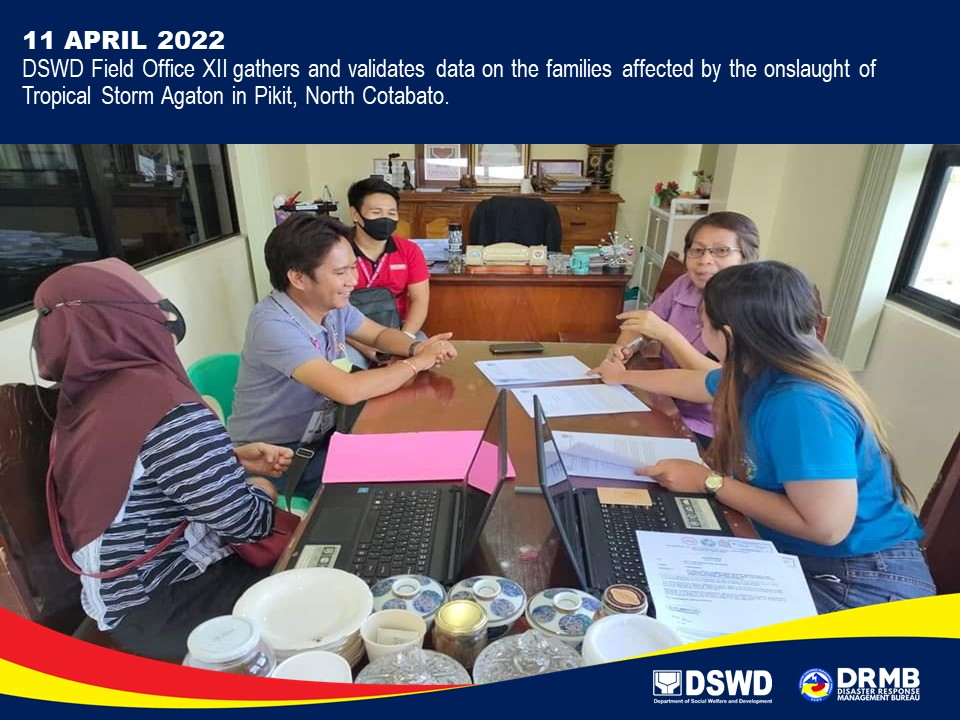 11 APRIL 2022
DSWD Field Office XII gathers and validates data on the families affected by the onslaught of
Tropical Storm Agaton in Pikit, North Cotabato.
DSWD
Department of Social Welfare and Development
DRMB
DISASTER RESPONSE
MANAGEMENT BUREAU